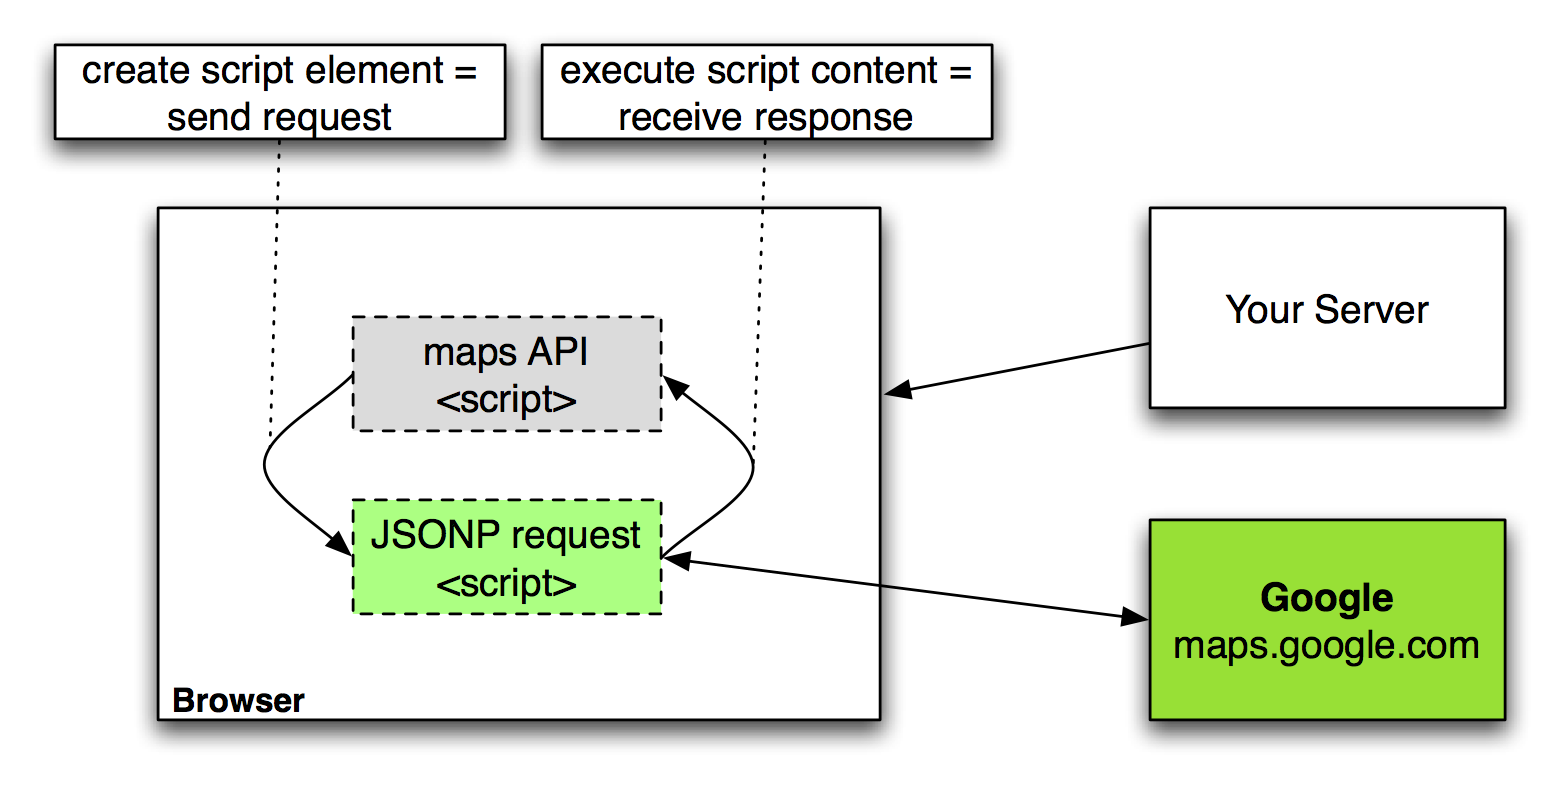 create script element =
send request
execute script content =
receive response
maps API
<script>
JSONP request
<script>
Browser
Your Server
Google
maps.google.com